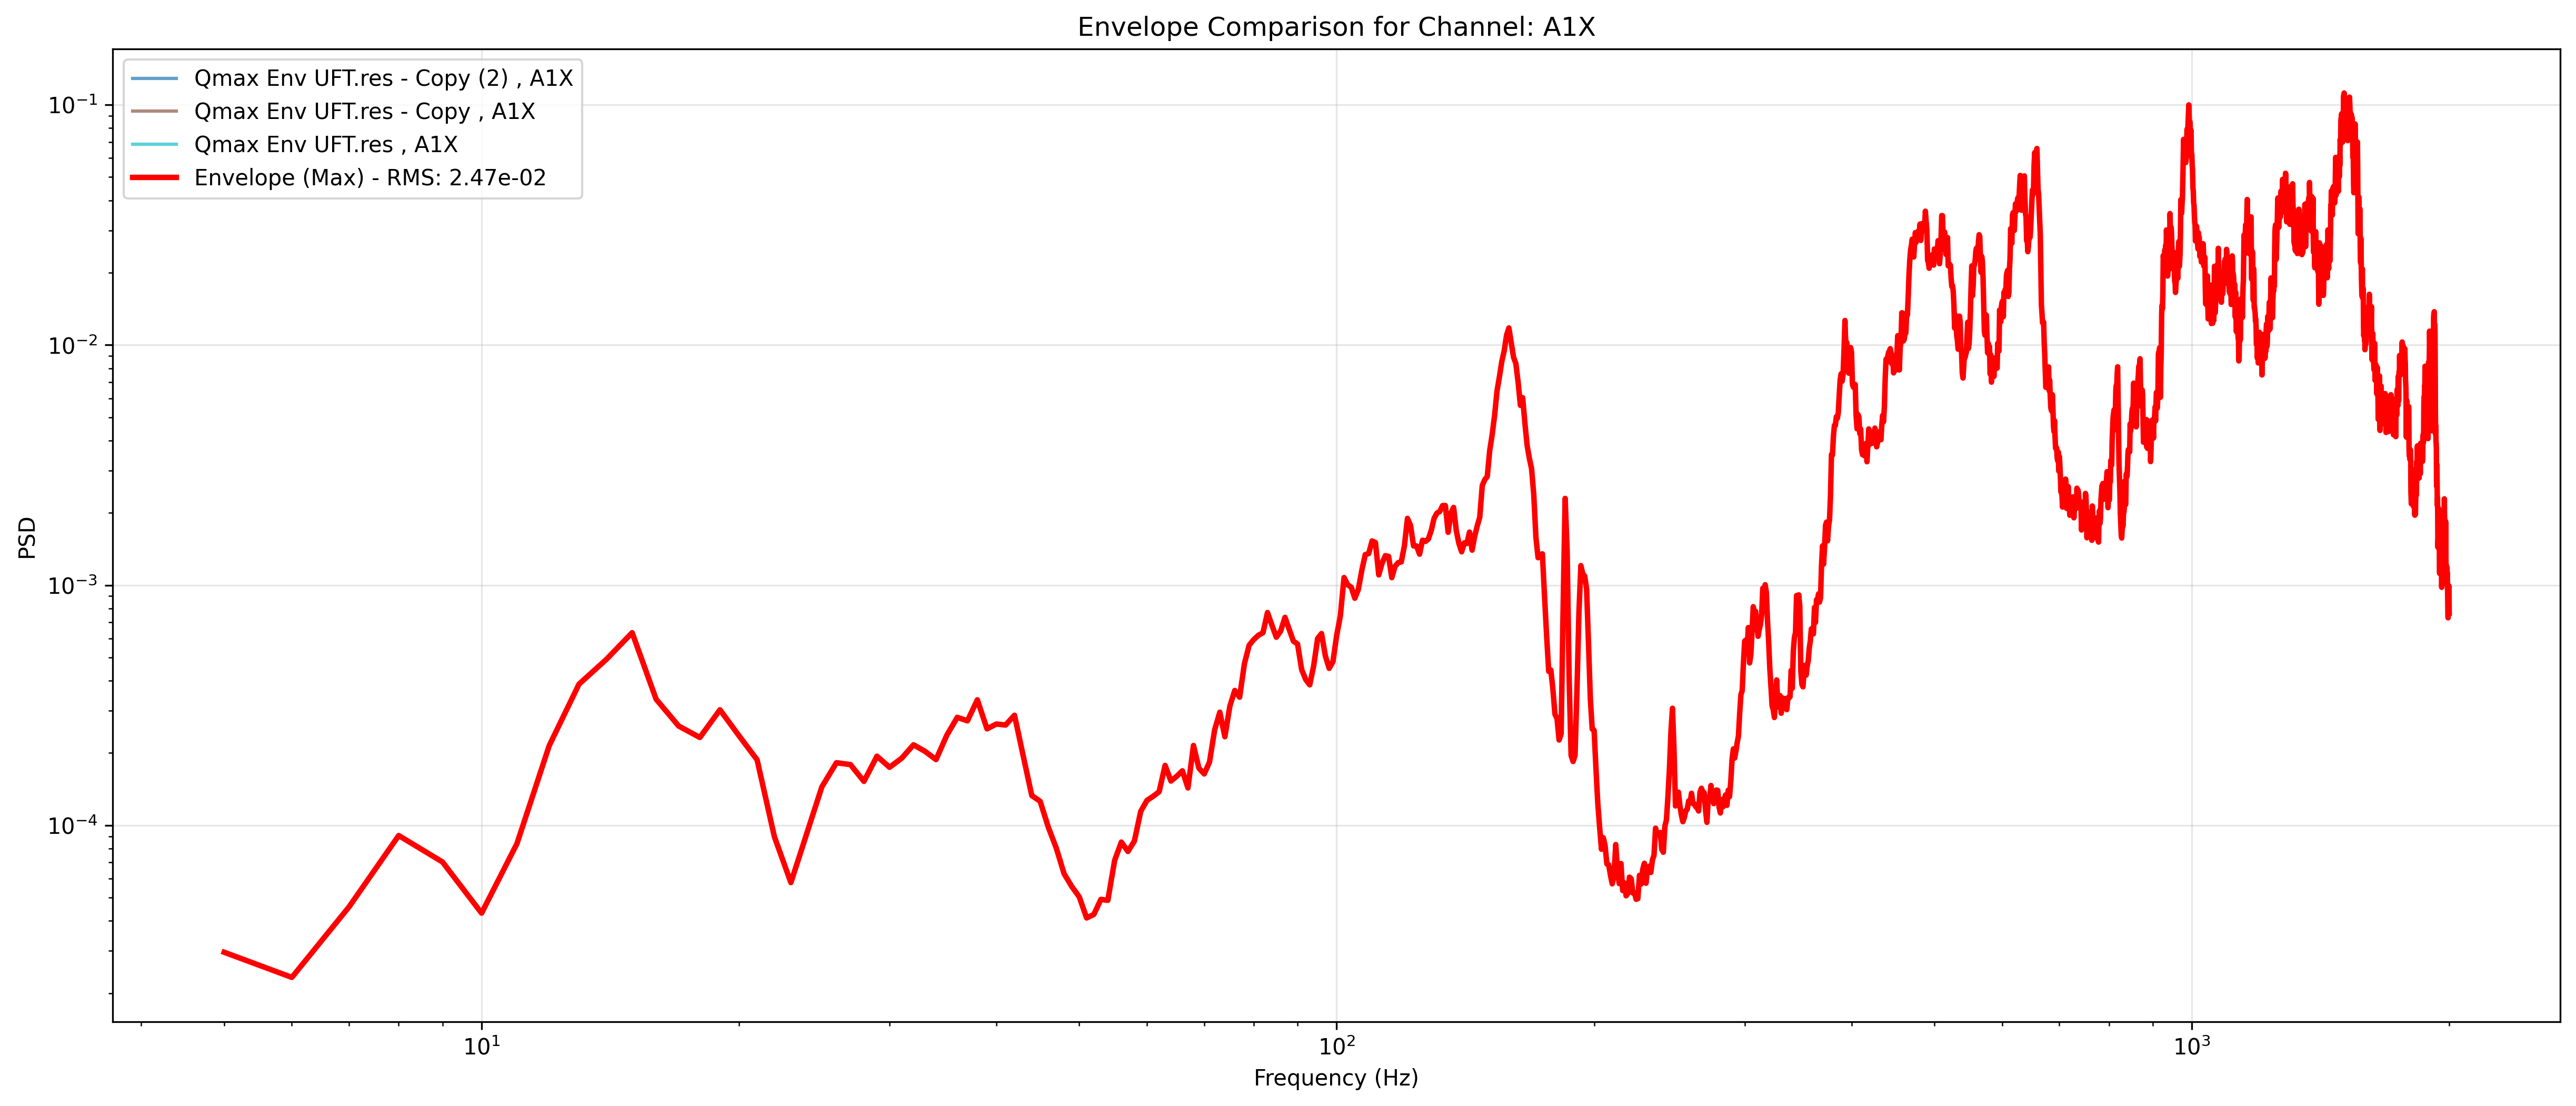 Envelope Comparison for Channel: A1X
Qmax Env UFT.res - Copy (2) , A1X
Qmax Env UFT.res - Copy , A1X
Qmax Env UFT.res , A1X
Envelope (Max) - RMS: 2.47e-02
PSD
10⁻¹
10⁻²
10⁻³
10⁻⁴
10¹ 10² 10³
Frequency (Hz)